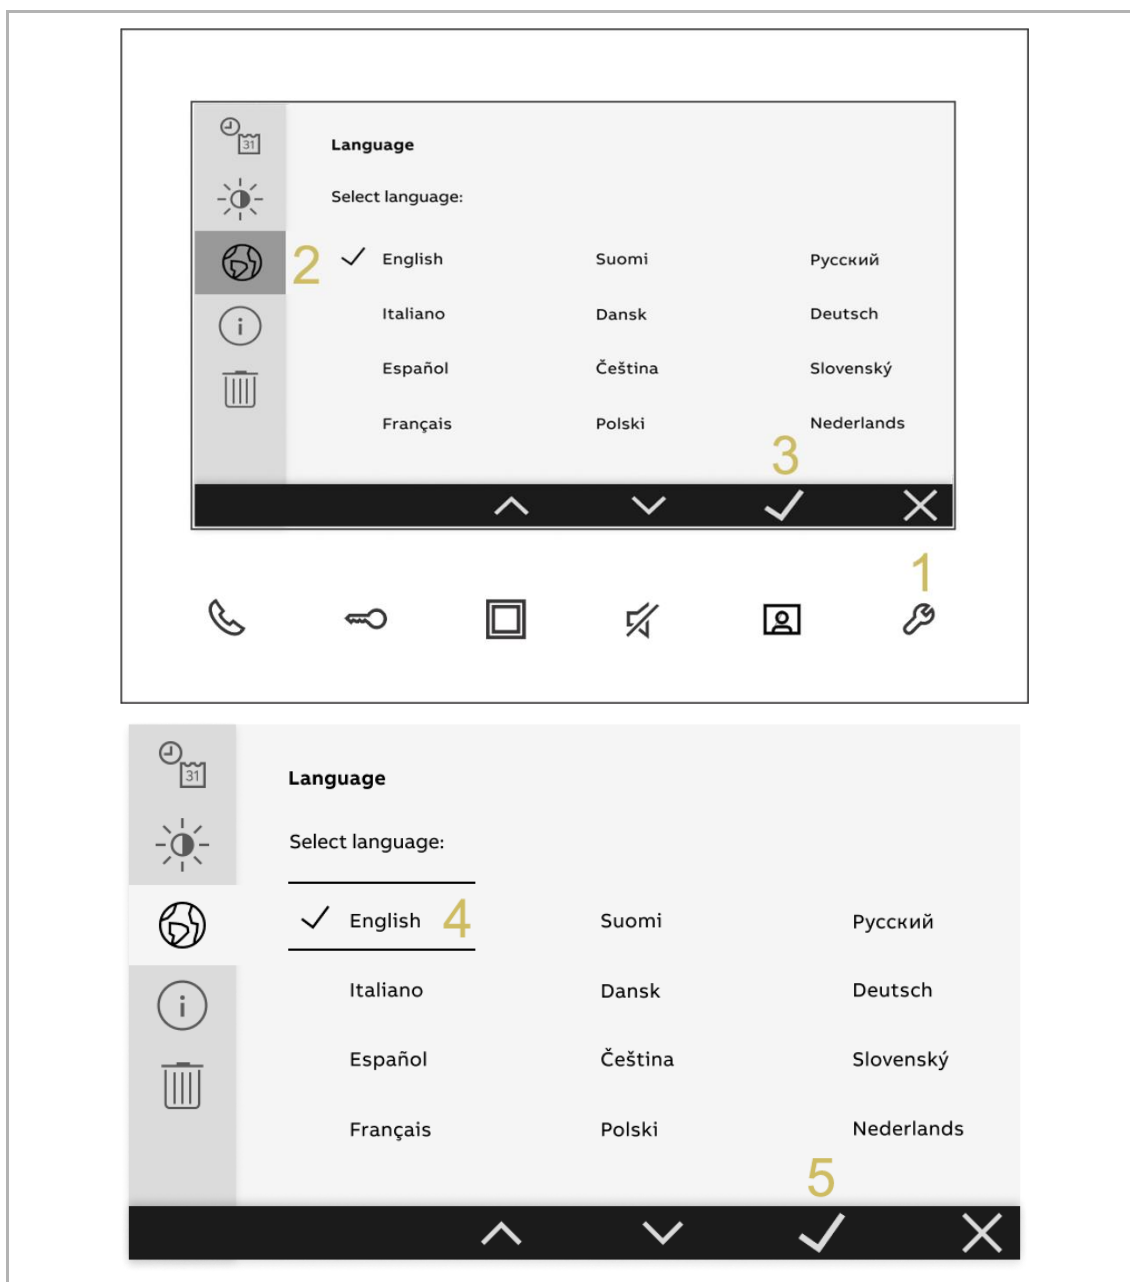 31
Language
Select language:
2 English Suomi Русский
Italiano Dansk Deutsch
Español Čeština Slovenský
Français Polski Nederlands
3
1
31
Language
Select language:
English 4 Suomi Русский
Italiano Dansk Deutsch
Español Čeština Slovenský
Français Polski Nederlands
5